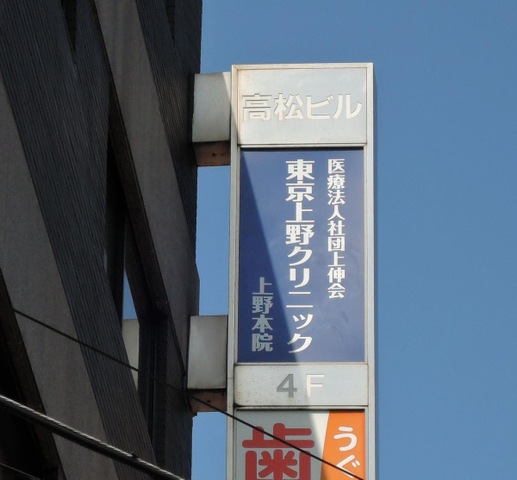 高松ビル
医療法人社団上伸会
東京上野クリニック
上野本院
4F
うぐ
歯